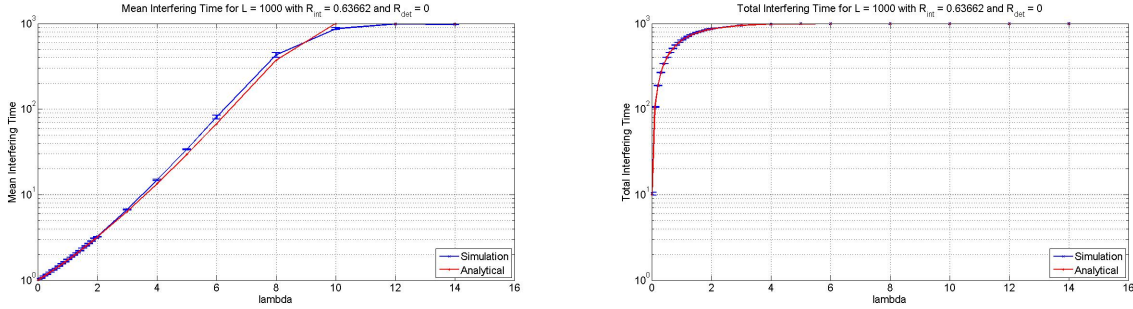 Mean Interfering Time for L = 1000 with R_int = 0.63662 and R_det = 0
Mean Interfering Time
10^3
10^2
10^1
10^0
0 2 4 6 8 10 12 14 16
lambda
Simulation
Analytical
Total Interfering Time for L = 1000 with R_int = 0.63662 and R_det = 0
Total Interfering Time
10^3
10^2
10^1
10^0
0 2 4 6 8 10 12 14 16
lambda
Simulation
Analytical